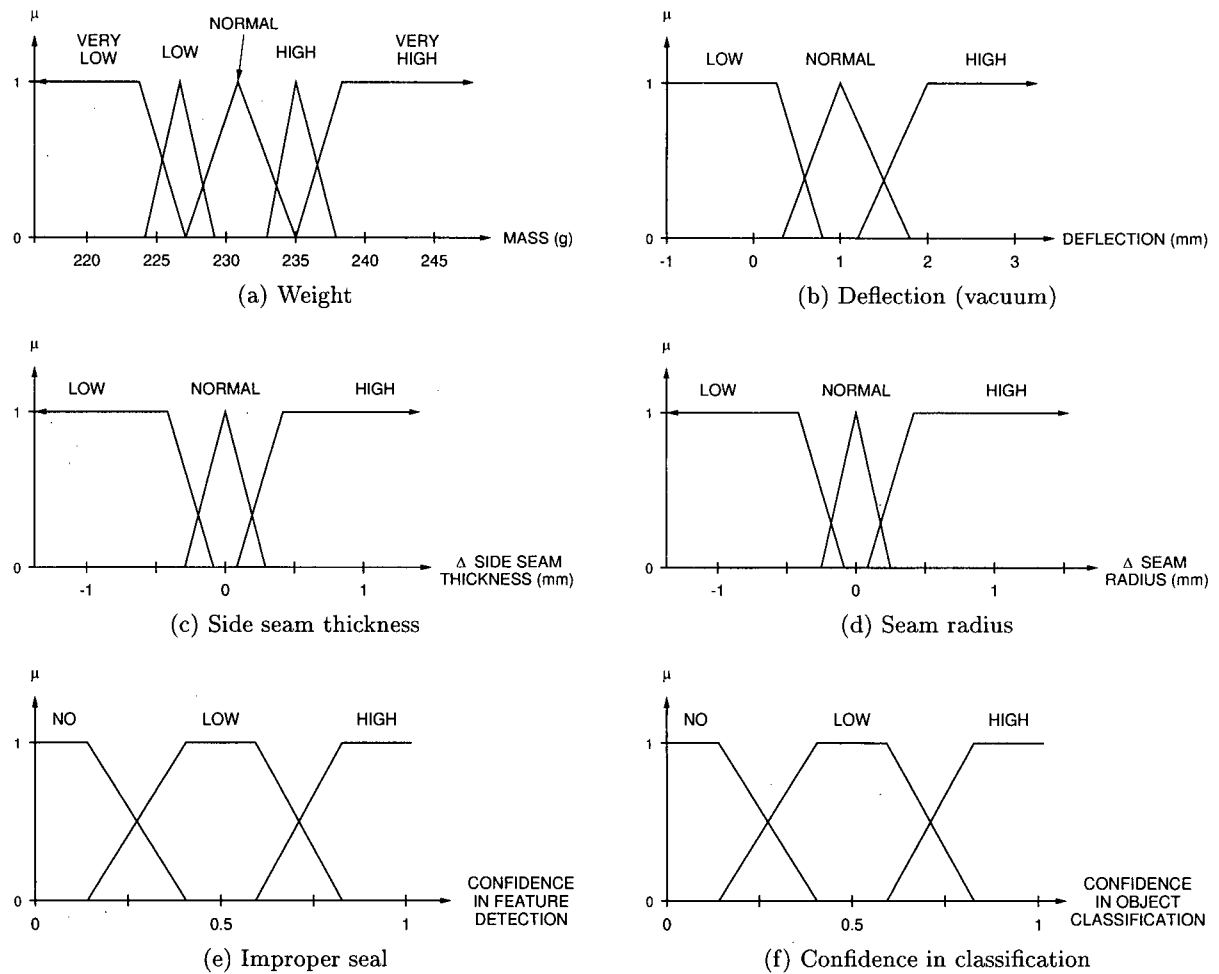 μ
VERY
LOW
LOW
NORMAL
HIGH
VERY
HIGH
1
0
220
225
230
235
240
245
MASS (g)
(a) Weight
μ
LOW
NORMAL
HIGH
1
0
-1
0
1
2
3
DEFLECTION (mm)
(b) Deflection (vacuum)
μ
LOW
NORMAL
HIGH
1
0
-1
0
1
Δ SIDE SEAM
THICKNESS (mm)
(c) Side seam thickness
μ
LOW
NORMAL
HIGH
1
0
-1
0
1
Δ SEAM
RADIUS (mm)
(d) Seam radius
μ
NO
LOW
HIGH
1
0
0
0.5
1
CONFIDENCE
IN FEATURE
DETECTION
(e) Improper seal
μ
NO
LOW
HIGH
1
0
0
0.5
1
CONFIDENCE
IN OBJECT
CLASSIFICATION
(f) Confidence in classification